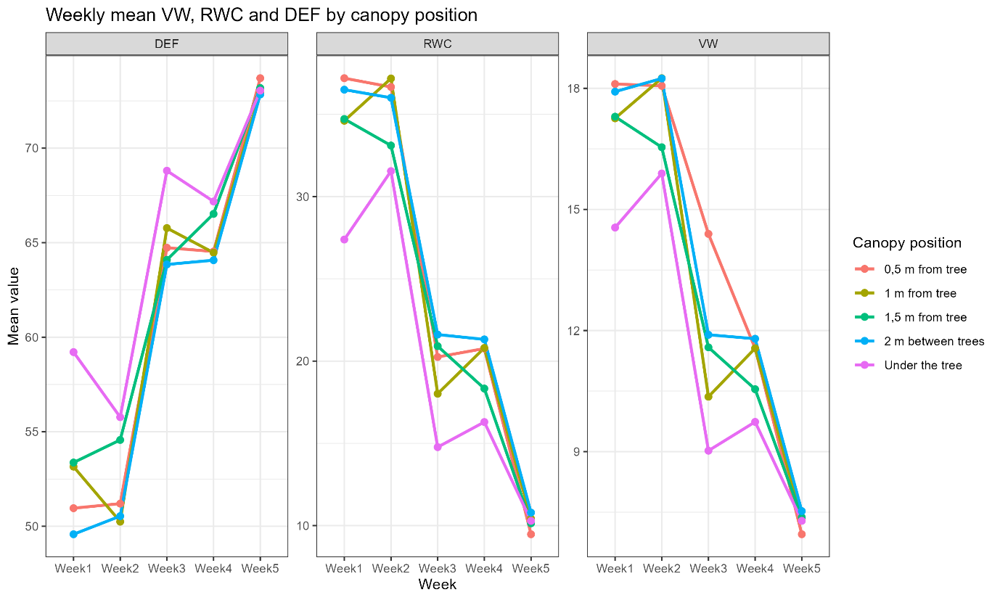 Weekly mean VW, RWC and DEF by canopy position
DEF
RWC
VW
Mean value
70
65
60
55
50
30
20
10
18
15
12
9
Week1 Week2 Week3 Week4 Week5
Week1 Week2 Week3 Week4 Week5
Week1 Week2 Week3 Week4 Week5
Week
Canopy position
0,5 m from tree
1 m from tree
1,5 m from tree
2 m between trees
Under the tree